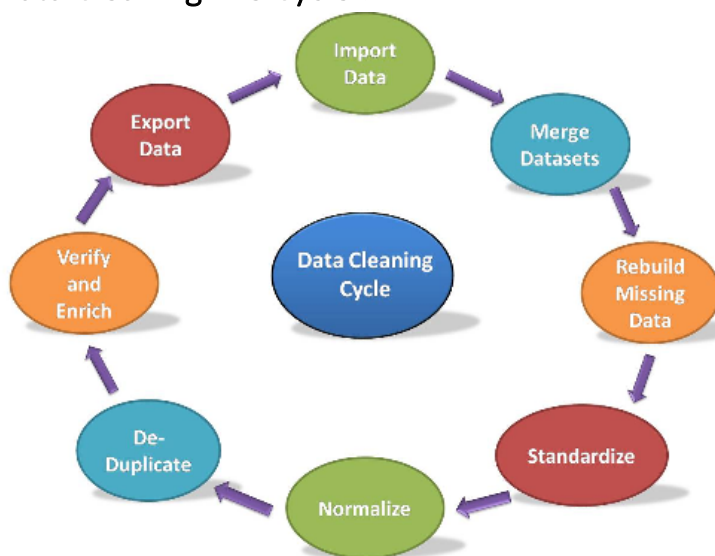 Import
Data
Merge
Datasets
Rebuild
Missing
Data
Standardize
Normalize
De-
Duplicate
Verify
and
Enrich
Export
Data
Data Cleaning
Cycle